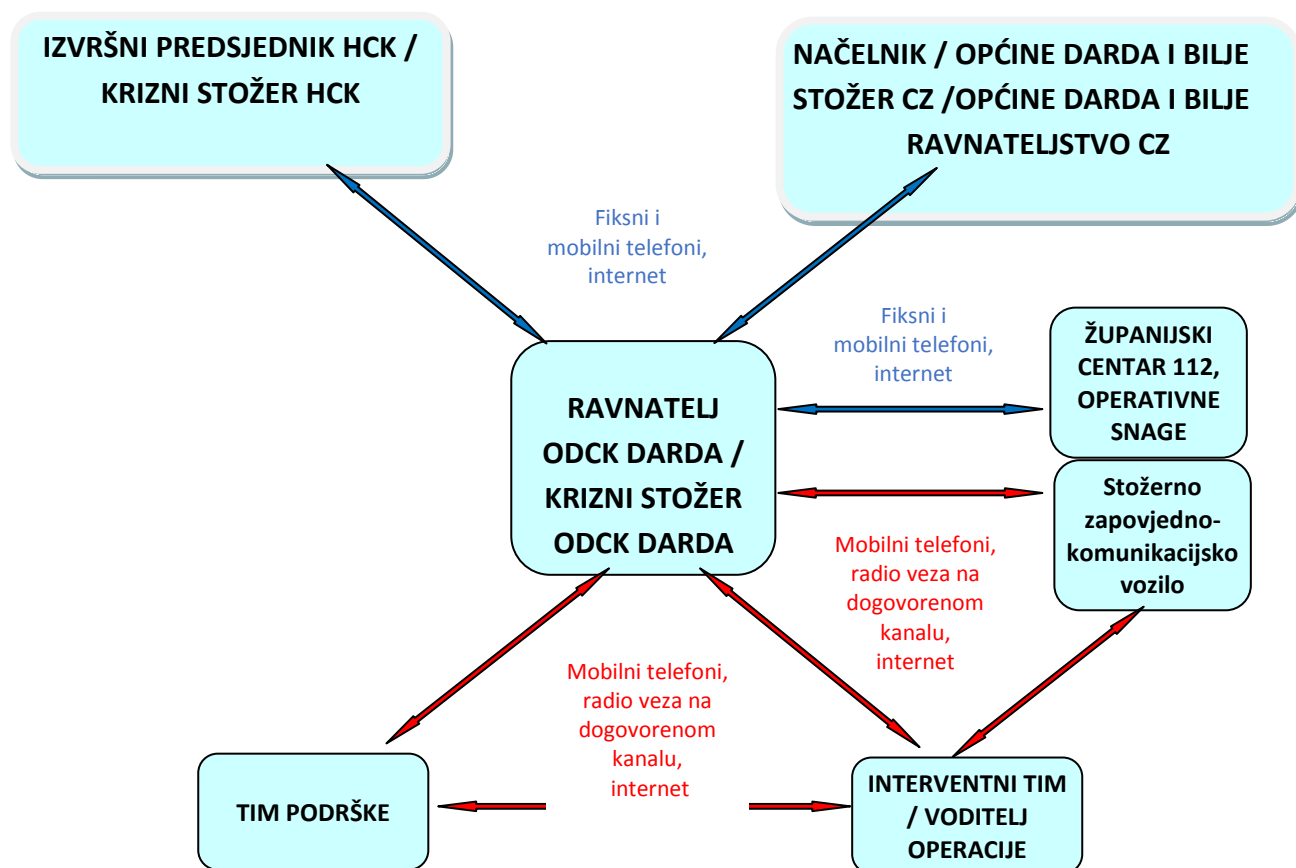 IZVRŠNI PREDSJEDNIK HCK /
KRIZNI STOŽER HCK
NAČELNIK / OPĆINE DARDA I BILJE
STOŽER CZ /OPĆINE DARDA I BILJE
RAVNATELJSTVO CZ
Fiksni i
mobilni telefoni,
internet
Fiksni i
mobilni telefoni,
internet
ŽUPANIJSKI
CENTAR 112,
OPERATIVNE
SNAGE
RAVNATELJ
ODCK DARDA /
KRIZNI STOŽER
ODCK DARDA
Stožerno
zapovjedno-
komunikacijsko
vozilo
Mobilni telefoni,
radio veza na
dogovorenom
kanalu,
internet
Mobilni telefoni,
radio veza na
dogovorenom
kanalu,
internet
TIM PODRŠKE
INTERVENTNI TIM
/ VODITELJ
OPERACIJE